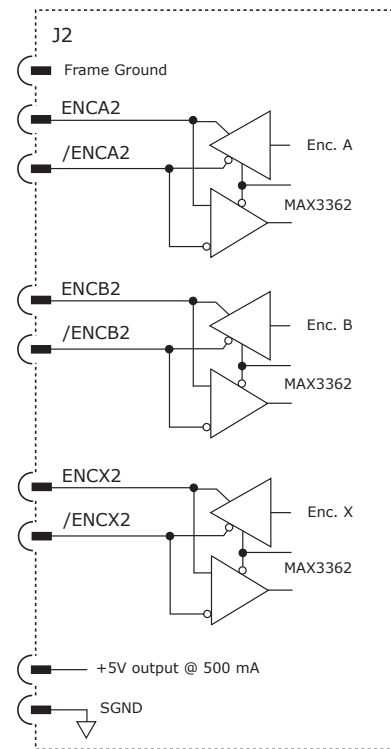 J2
Frame Ground
ENCA2
/ENCA2
Enc. A
MAX3362
ENCB2
/ENCB2
Enc. B
MAX3362
ENCX2
/ENCX2
Enc. X
MAX3362
+5V output @ 500 mA
SGND